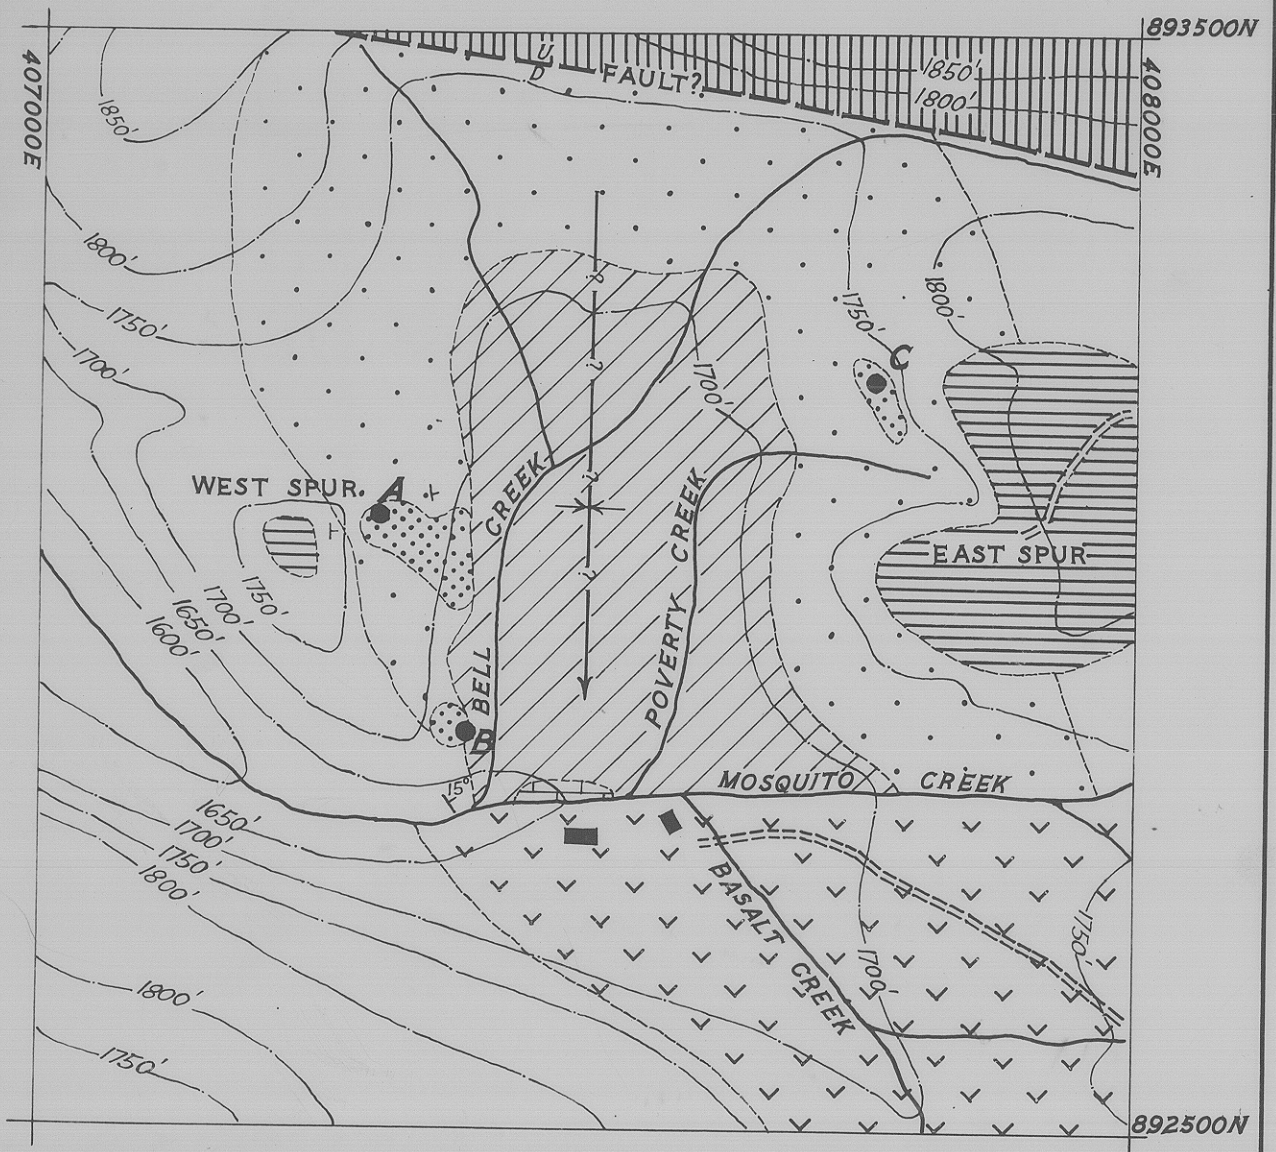 893500N
407000E
408000E
U
D
FAULT?
1850'
1800'
1850'
1800'
1750'
1700'
?
1750'
1800'
C
?
1700'
WEST SPUR.
A
CREEK
?
POVERTY CREEK
EAST SPUR
1750'
1700'
1650'
1600'
?
BELL
B
15°
MOSQUITO CREEK
1650'
1700'
1750'
1800'
BASALT CREEK
1750'
1700'
1800'
1750'
892500N